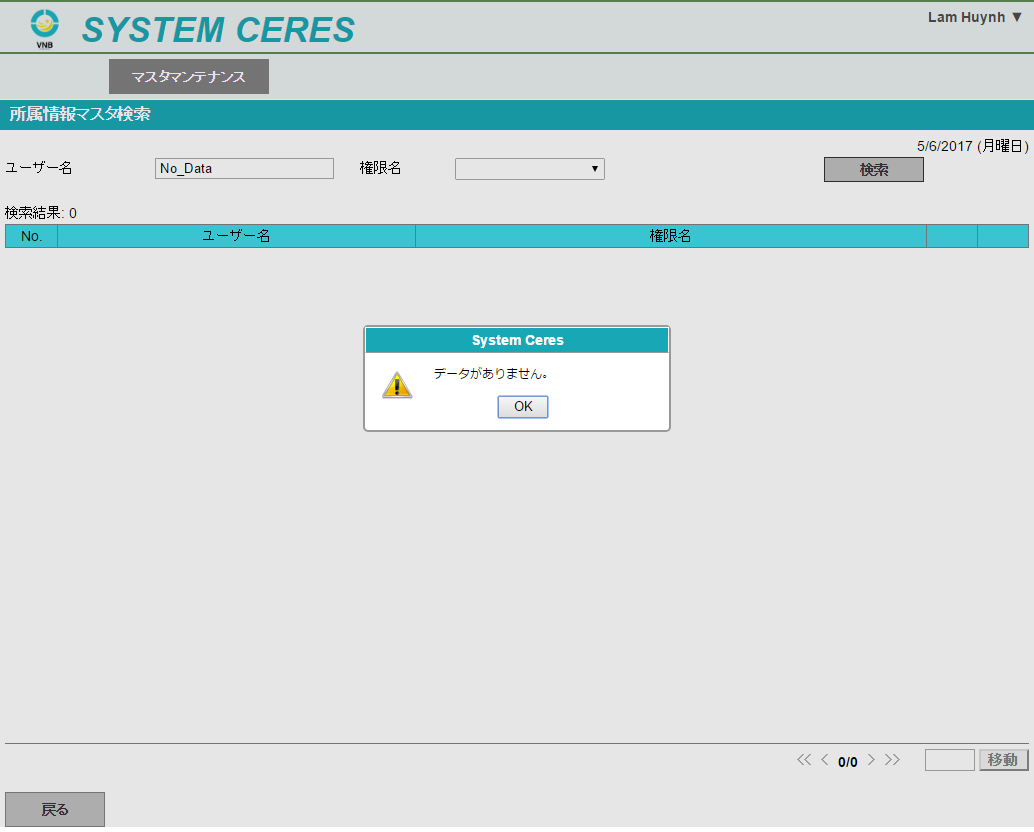 VNB
SYSTEM CERES
Lam Huynh ▼
マスタマンテナンス
所属情報マスタ検索
5/6/2017 (月曜日)
ユーザー名 No_Data 権限名 検索
検索結果: 0
No. ユーザー名 権限名
System Ceres
データがありません。
OK
<< < 0/0 > >> 移動
戻る